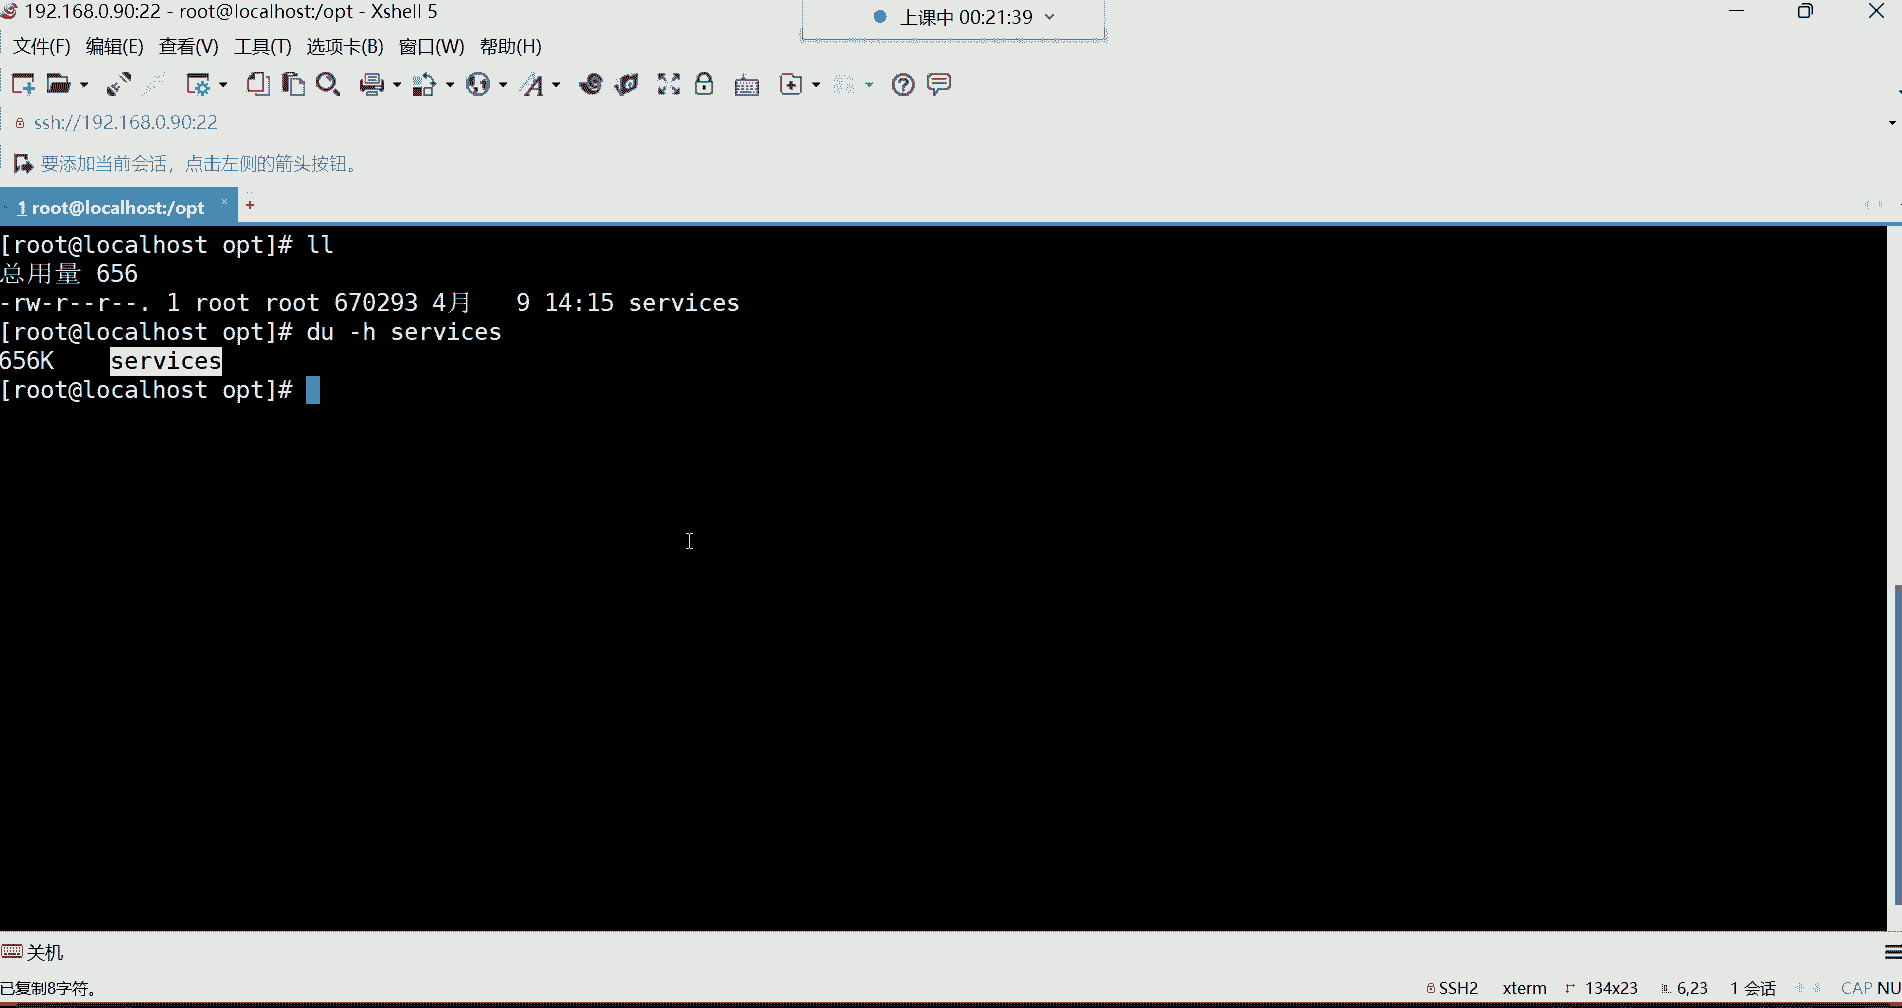 192.168.0.90:22 - root@localhost:/opt - Xshell 5
上课中 00:21:39
文件(F) 编辑(E) 查看(V) 工具(T) 选项卡(B) 窗口(W) 帮助(H)
ssh://192.168.0.90:22
要添加当前会话，点击左侧的箭头按钮。
1 root@localhost:/opt × +
[root@localhost opt]# ll
总用量 656
-rw-r--r--. 1 root root 670293 4月   9 14:15 services
[root@localhost opt]# du -h services
656K    services
[root@localhost opt]#
关机
已复制8字符。 SSH2 xterm 134x23 6,23 1 会话 CAP NU